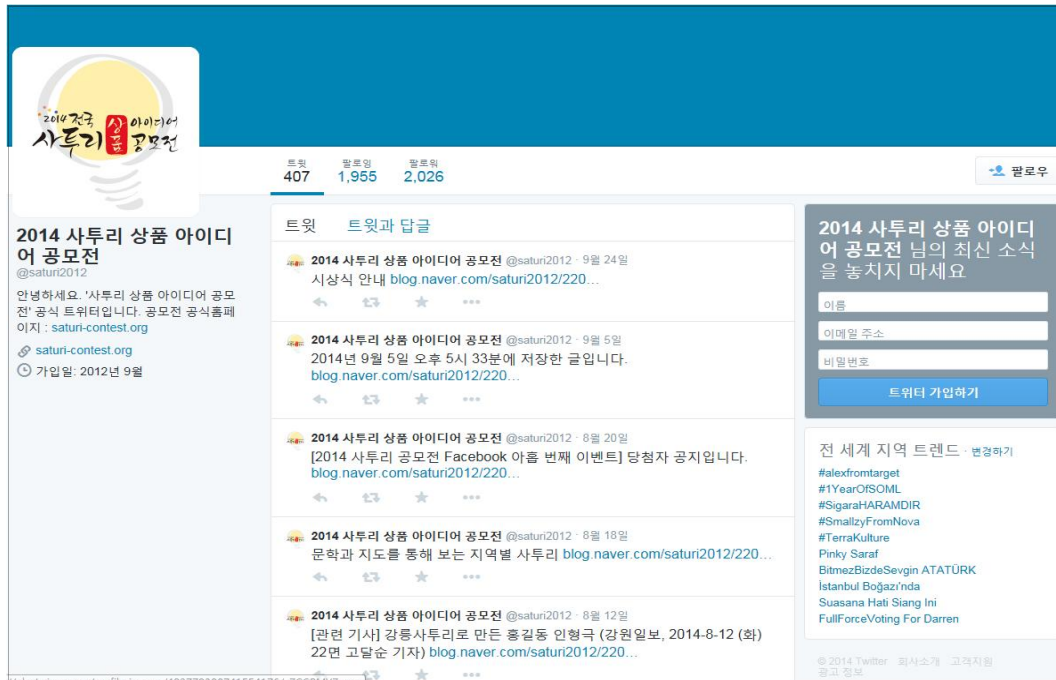 2014 전국 사투리 상품 아이디어 공모전
트윗
407
팔로잉
1,955
팔로워
2,026
팔로우
2014 사투리 상품 아이디
어 공모전
@saturi2012
안녕하세요. '사투리 상품 아이디어 공모
전' 공식 트위터입니다. 공모전 공식홈페
이지 : saturi-contest.org
saturi-contest.org
가입일: 2012년 9월
트윗 트윗과 답글
2014 사투리 상품 아이디어 공모전 @saturi2012 · 9월 24일
시상식 안내 blog.naver.com/saturi2012/220...
2014 사투리 상품 아이디어 공모전 @saturi2012 · 9월 5일
2014년 9월 5일 오후 5시 33분에 저장한 글입니다.
blog.naver.com/saturi2012/220...
2014 사투리 상품 아이디어 공모전 @saturi2012 · 8월 20일
[2014 사투리 공모전 Facebook 아홉 번째 이벤트] 당첨자 공지입니다.
blog.naver.com/saturi2012/220...
2014 사투리 상품 아이디어 공모전 @saturi2012 · 8월 18일
문학과 지도를 통해 보는 지역별 사투리 blog.naver.com/saturi2012/220...
2014 사투리 상품 아이디어 공모전 @saturi2012 · 8월 12일
[관련 기사] 강릉사투리로 만든 홍길동 인형극 (강원일보, 2014-8-12 (화)
22면 고달순 기자) blog.naver.com/saturi2012/220...
2014 사투리 상품 아이디
어 공모전 님의 최신 소식
을 놓치지 마세요
이름
이메일 주소
비밀번호
트위터 가입하기
전 세계 지역 트렌드 · 변경하기
#alexfromtarget
#1YearOfSOML
#SigaraHARAMDIR
#SmallzyFromNova
#TerraKulture
Pinky Saraf
BitmezBizdeSevgin ATATÜRK
İstanbul Boğazı'nda
Suasana Hati Siang Ini
FullForceVoting For Darren
© 2014 Twitter 회사소개 고객지원
광고 정보